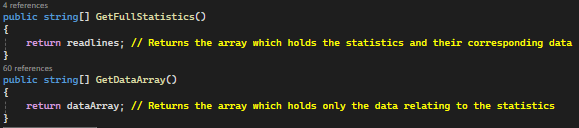 4 references
public string[] GetFullStatistics()
{
return readlines; // Returns the array which holds the statistics and their corresponding data
}
60 references
public string[] GetDataArray()
{
return dataArray; // Returns the array which holds only the data relating to the statistics
}